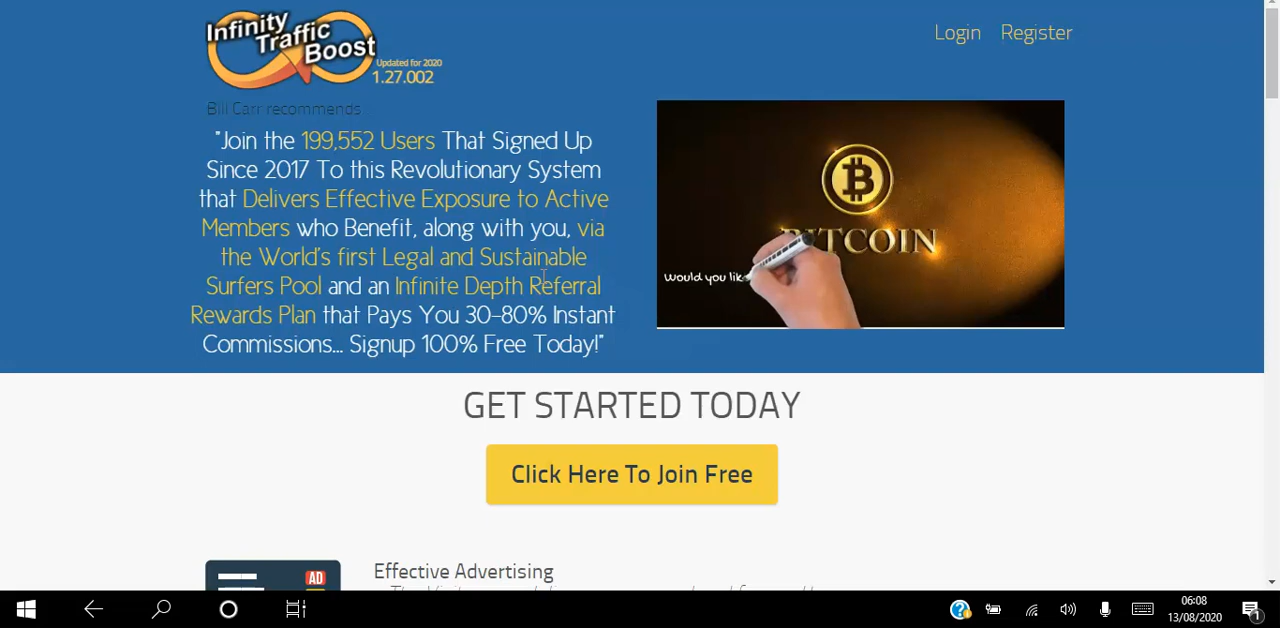 Infinity
Traffic
Boost
Updated for 2020
1.27.002
Login Register
Bill Carr recommends
"Join the 199,552 Users That Signed Up
Since 2017 To this Revolutionary System
that Delivers Effective Exposure to Active
Members who Benefit, along with you, via
the World's first Legal and Sustainable
Surfers Pool and an Infinite Depth Referral
Rewards Plan that Pays You 30-80% Instant
Commissions... Signup 100% Free Today!"
BITCOIN
Would you lik
GET STARTED TODAY
Click Here To Join Free
AD
Effective Advertising
06:08
13/08/2020
1